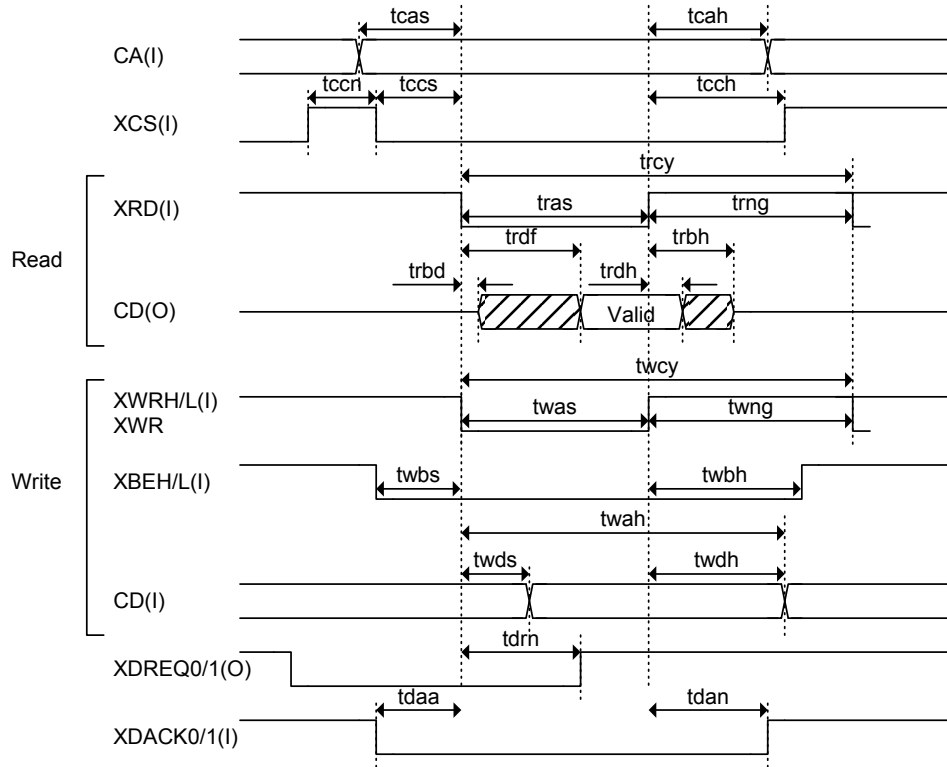 tcas
tcah
CA(I)
tccn
tccs
tcch
XCS(I)
trcy
Read
XRD(I)
tras
trng
trdf
trbh
trbd
trdh
CD(O)
Valid
twcy
Write
XWRH/L(I)
XWR
twas
twng
twbs
twbh
XBEH/L(I)
twah
twds
twdh
CD(I)
tdrn
XDREQ0/1(O)
tdaa
tdan
XDACK0/1(I)